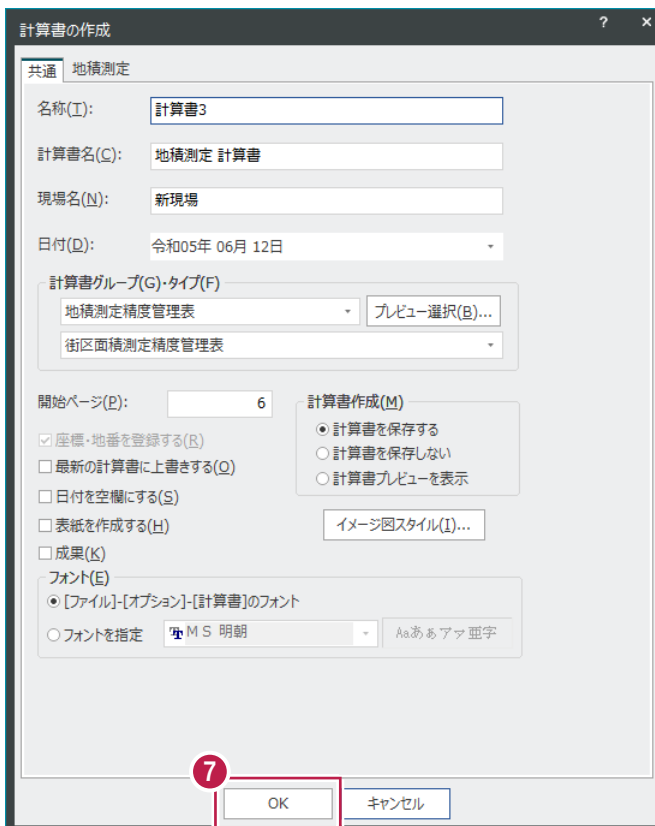 計算書の作成 ? ×
共通 地積測定
名称(T): 計算書3
計算書名(C): 地積測定 計算書
現場名(N): 新現場
日付(D): 令和05年 06月 12日
計算書グループ(G)・タイプ(F)
地積測定精度管理表 プレビュー選択(B)...
街区面積測定精度管理表
開始ページ(P): 6
計算書作成(M)
計算書を保存する
座標・地番を登録する(R)
計算書を保存しない
最新の計算書に上書きする(O)
計算書プレビューを表示
日付を空欄にする(S)
表紙を作成する(H) イメージ図スタイル(I)...
成果(K)
フォント(E)
[ファイル]-[オプション]-[計算書]のフォント
フォントを指定 MS 明朝 Aaあぁアァ亜宇
7
OK キャンセル